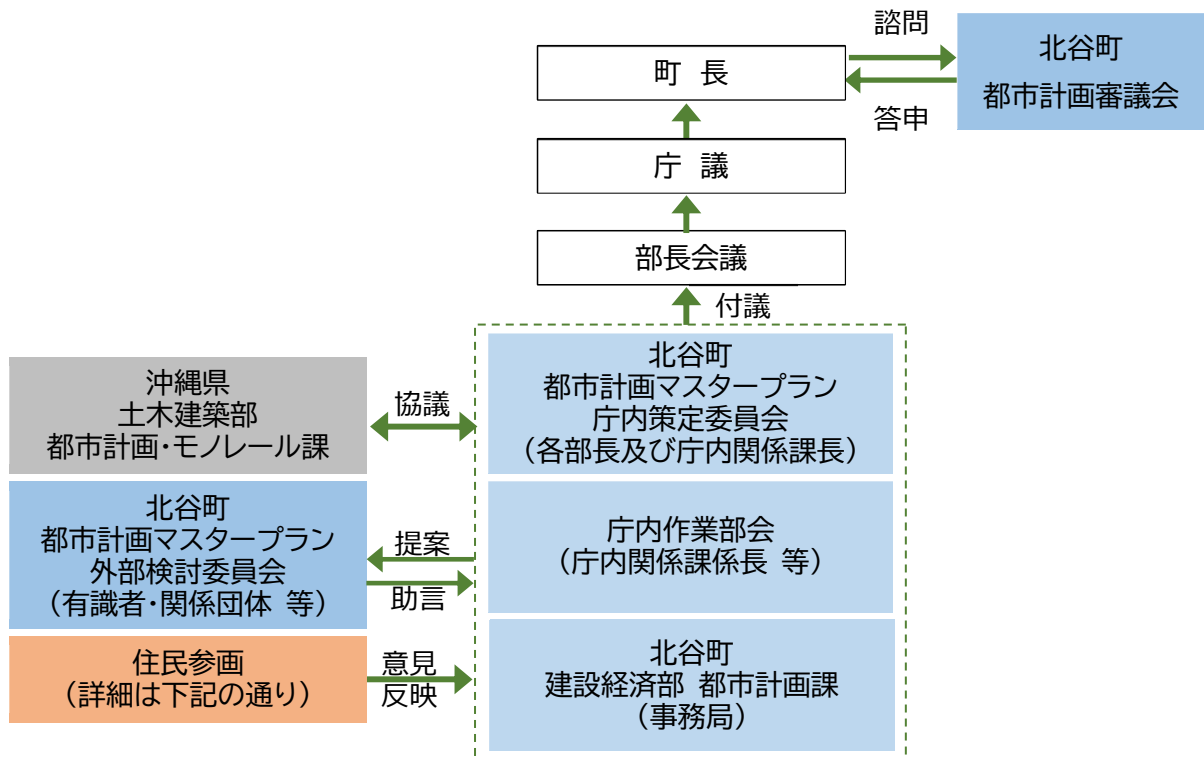 諮問
町 長
北谷町
都市計画審議会
答申
庁 議
部長会議
付議
北谷町
都市計画マスタープラン
庁内策定委員会
（各部長及び庁内関係課長）
沖縄県
土木建築部
都市計画・モノレール課
協議
北谷町
都市計画マスタープラン
外部検討委員会
（有識者・関係団体 等）
提案
助言
庁内作業部会
（庁内関係課係長 等）
住民参画
（詳細は下記の通り）
意見
反映
北谷町
建設経済部 都市計画課
（事務局）